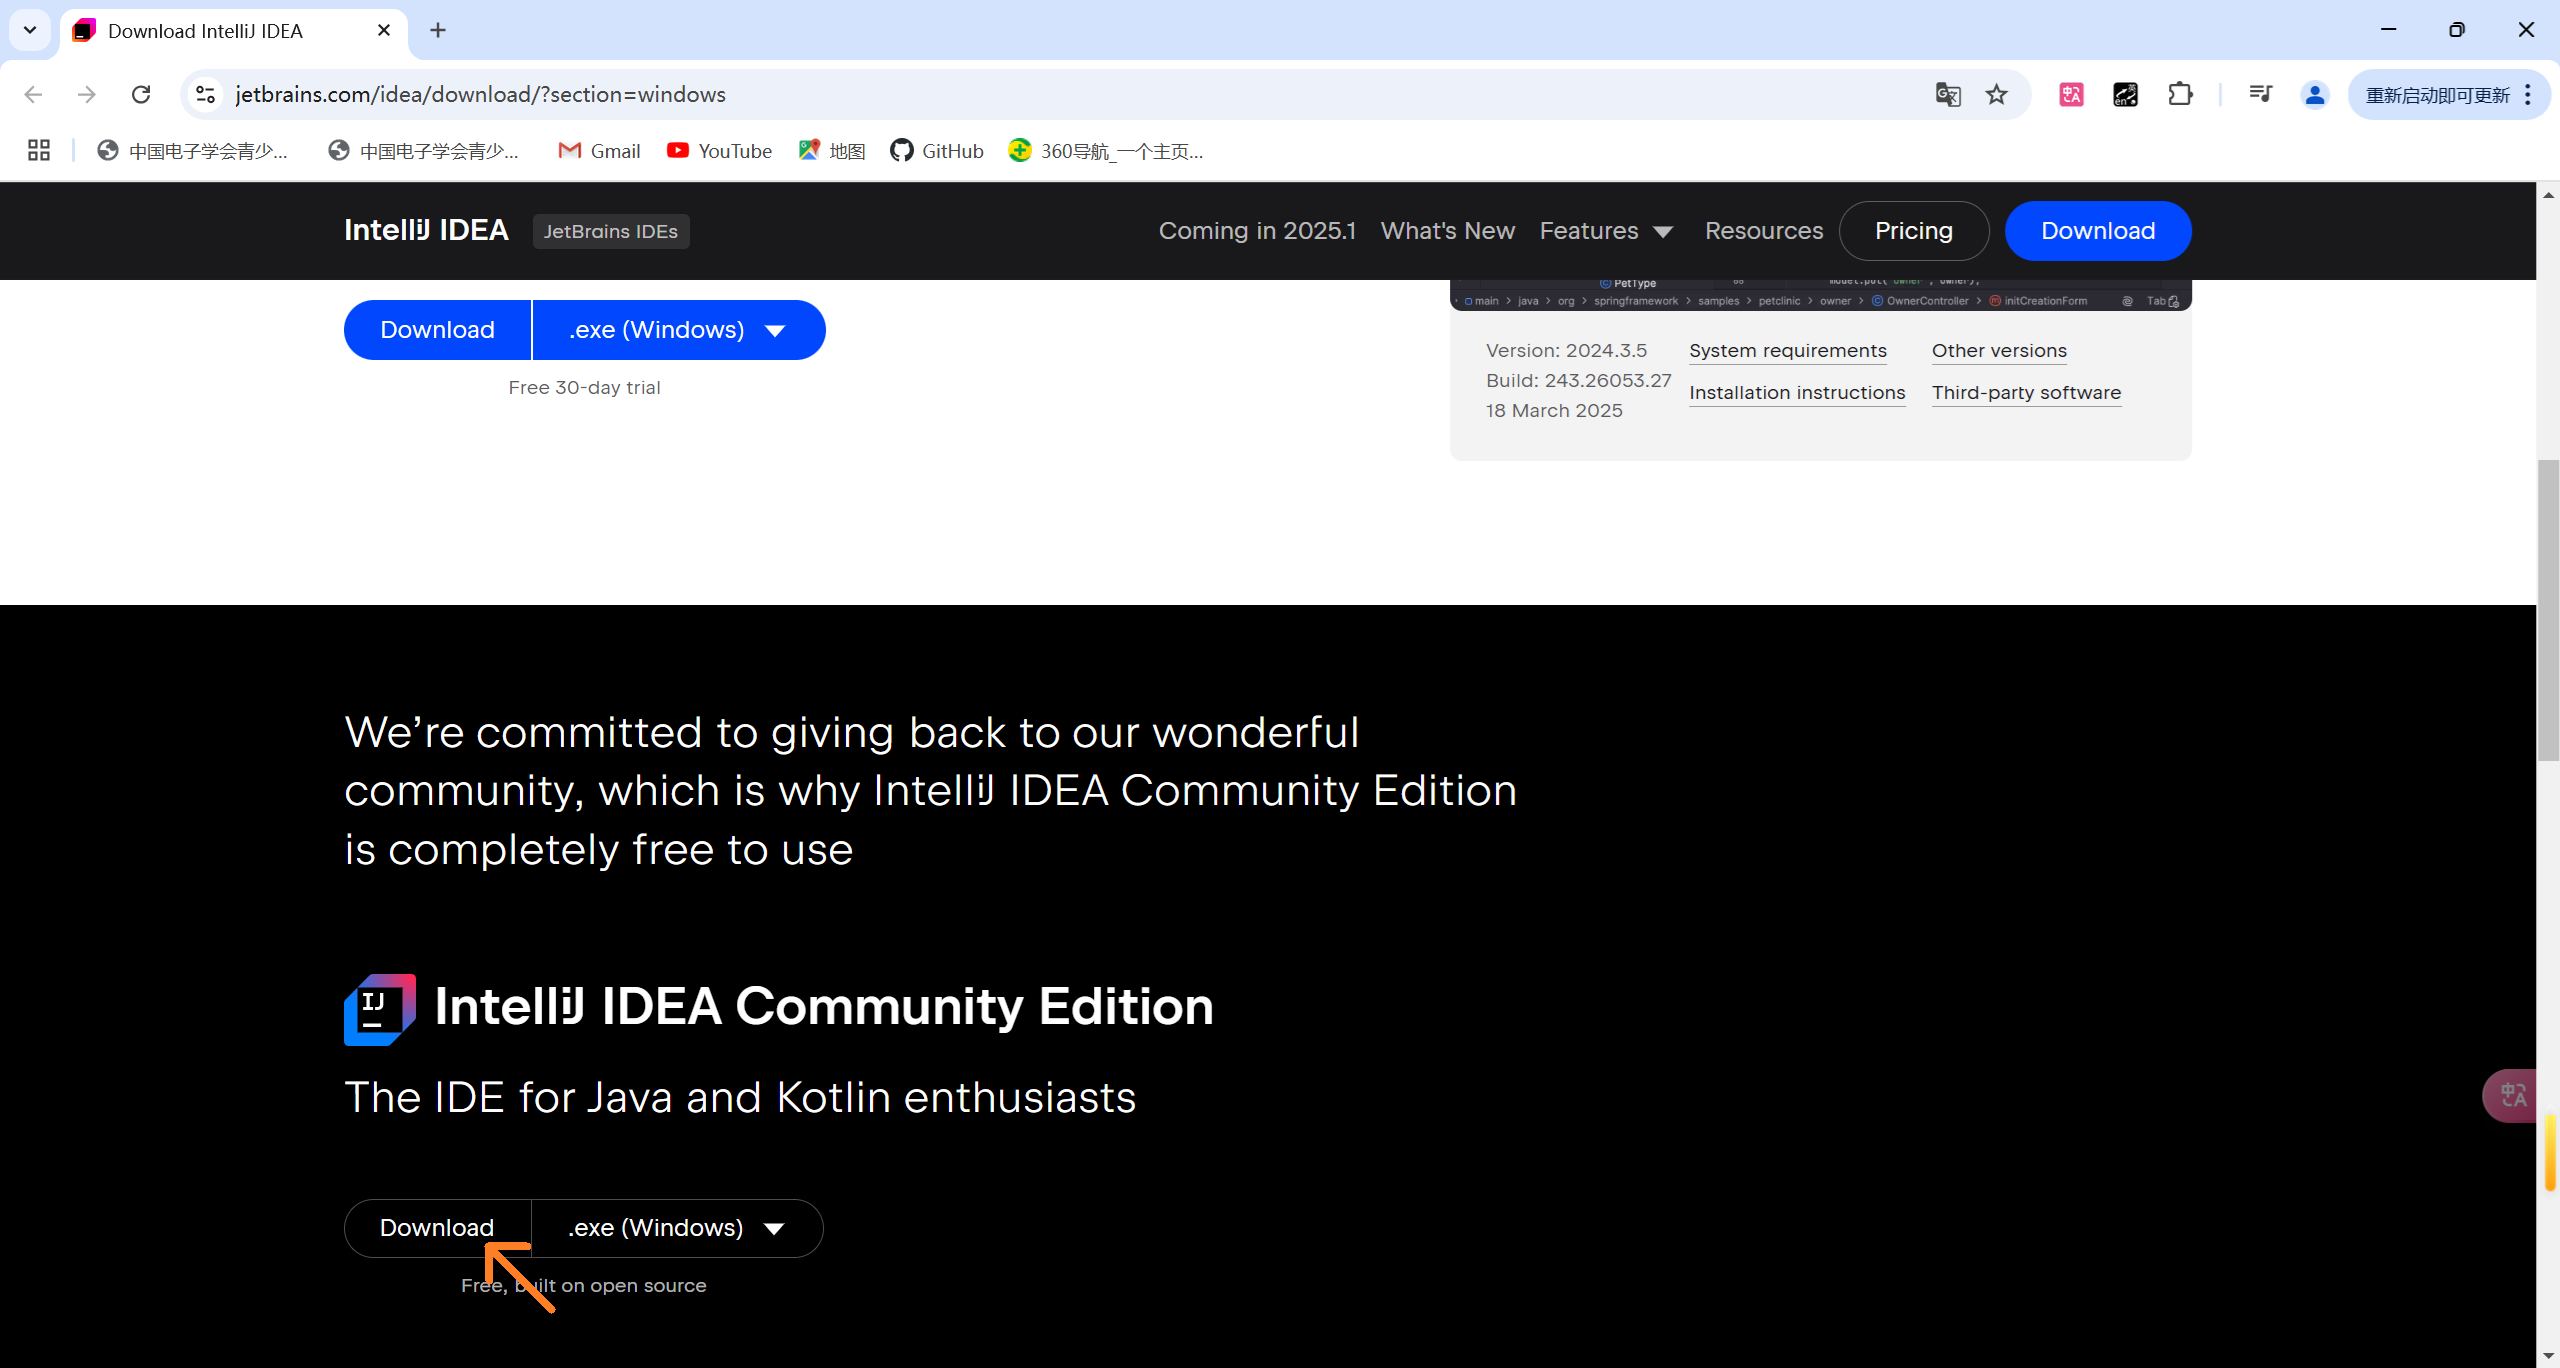 Download IntelliJ IDEA
jetbrains.com/idea/download/?section=windows
重新启动即可更新
中国电子学会青少...
中国电子学会青少...
Gmail
YouTube
地图
GitHub
360导航_一个主页...
IntelliJ IDEA
JetBrains IDEs
Coming in 2025.1
What's New
Features
Resources
Pricing
Download
PetType
main > java > org > springframework > samples > petclinic > owner > OwnerController > initCreationForm
Tab
Download
.exe (Windows)
Free 30-day trial
Version: 2024.3.5
Build: 243.26053.27
18 March 2025
System requirements
Other versions
Installation instructions
Third-party software
We’re committed to giving back to our wonderful
community, which is why IntelliJ IDEA Community Edition
is completely free to use
IJ
IntelliJ IDEA Community Edition
The IDE for Java and Kotlin enthusiasts
Download
.exe (Windows)
Free, built on open source